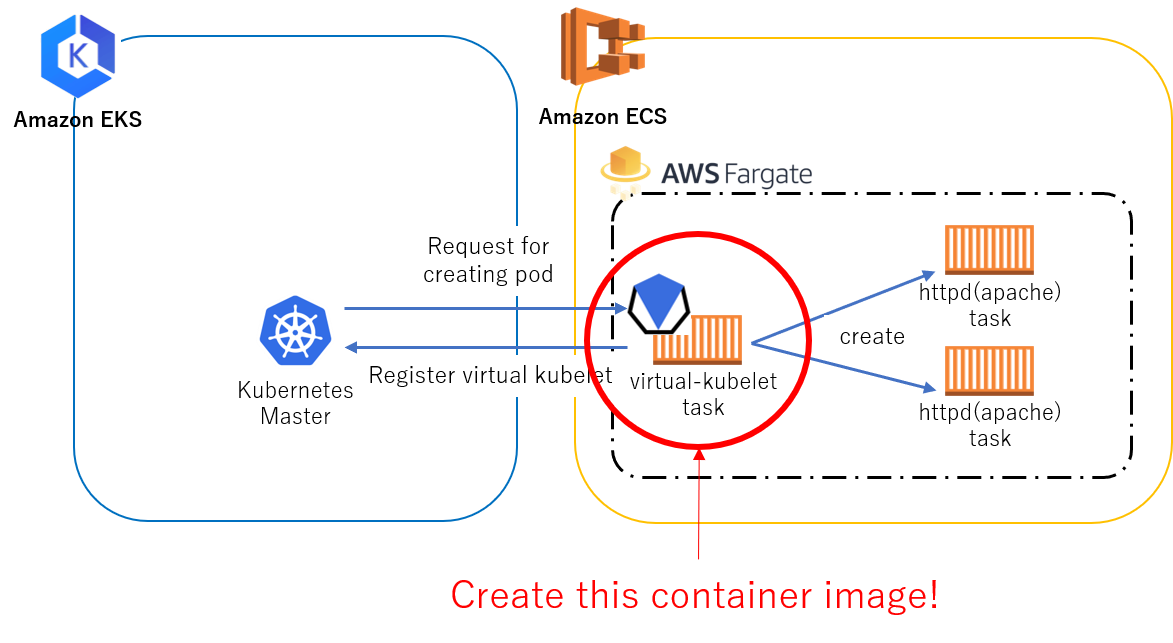 K
Amazon EKS
Amazon ECS
AWS Fargate
Request for
creating pod
Register virtual kubelet
Kubernetes
Master
virtual-kubelet
task
create
httpd(apache)
task
httpd(apache)
task
Create this container image!